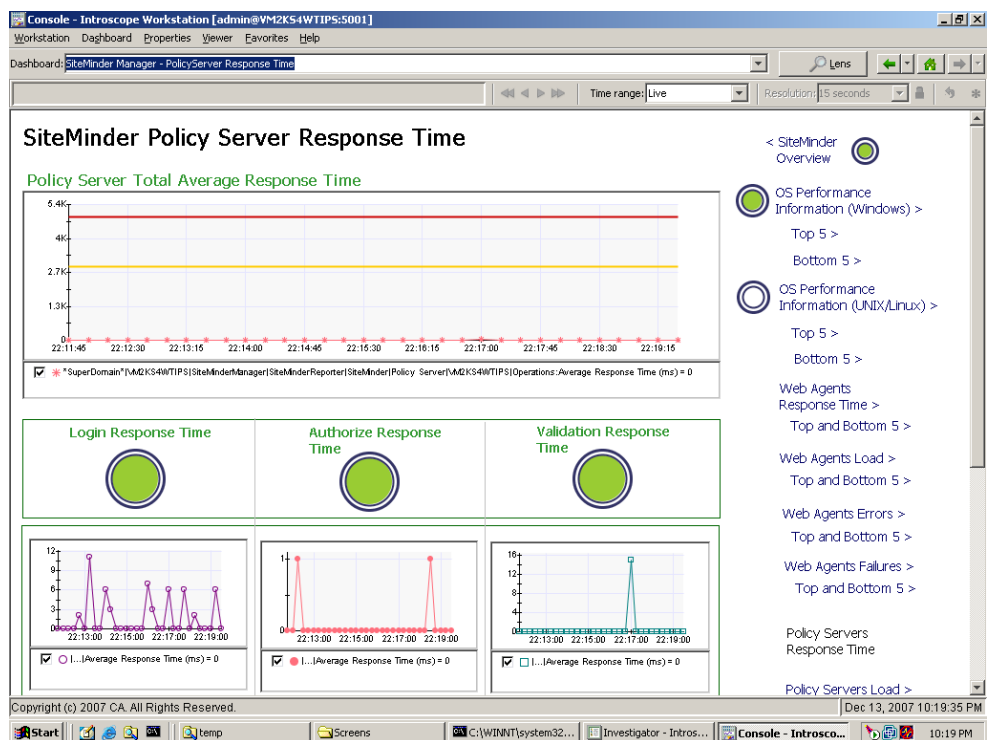 Console - Introscope Workstation [admin@VM2KS4WTIPS:5001]
Workstation Dashboard Properties Viewer Favorites Help
Dashboard: SiteMinder Manager - PolicyServer Response Time
Lens
Time range: Live
Resolution: 15 seconds
SiteMinder Policy Server Response Time
Policy Server Total Average Response Time
5.4K
4K
2.7K
1.3K
0
22:11:45 22:12:30 22:13:15 22:14:00 22:14:45 22:15:30 22:16:15 22:17:00 22:17:45 22:18:30 22:19:15
*SuperDomain*|VM2KS4WTIPS|SiteMinderManager|SiteMinderReporter|SiteMinder|Policy Server|VM2KS4WTIPS|Operations:Average Response Time (ms) = 0
Login Response Time
Authorize Response
Time
Validation Response
Time
12
9
6
3
0
22:13:00 22:15:00 22:17:00 22:19:00
|...|Average Response Time (ms) = 0
1
0
22:13:00 22:15:00 22:17:00 22:19:00
|...|Average Response Time (ms) = 0
16
12
8
4
0
22:13:00 22:15:00 22:17:00 22:19:00
|...|Average Response Time (ms) = 0
< SiteMinder
Overview
OS Performance
Information (Windows) >
Top 5 >
Bottom 5 >
OS Performance
Information (UNIX/Linux) >
Top 5 >
Bottom 5 >
Web Agents
Response Time >
Top and Bottom 5 >
Web Agents Load >
Top and Bottom 5 >
Web Agents Errors >
Top and Bottom 5 >
Web Agents Failures >
Top and Bottom 5 >
Policy Servers
Response Time
Policy Servers Load >
Copyright (c) 2007 CA. All Rights Reserved.
Dec 13, 2007 10:19:35 PM
Start
temp
Screens
C:\WINNT\system32...
Investigator - Intros...
Console - Introsco...
10:19 PM